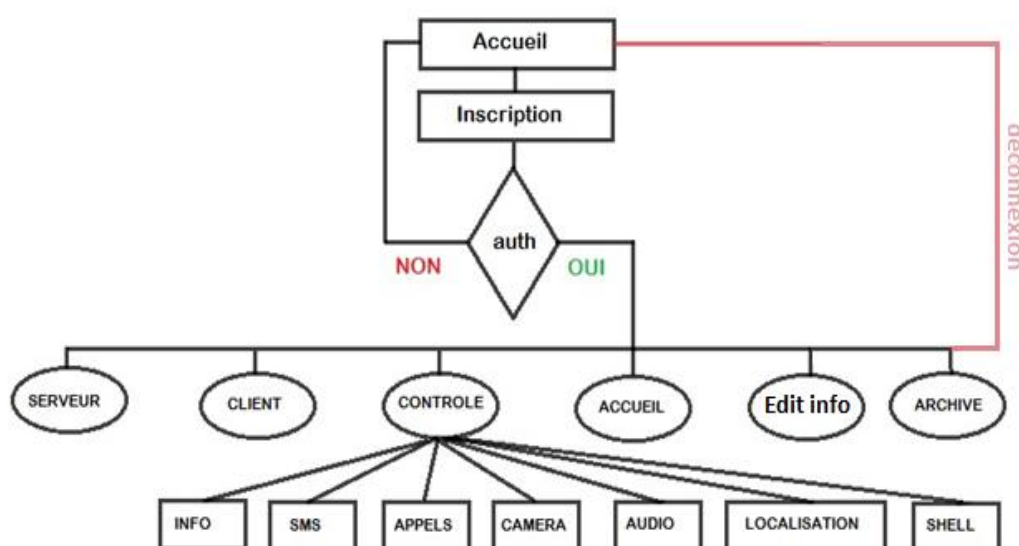 Accueil
Inscription
auth
NON
OUI
déconnexion
SERVEUR
CLIENT
CONTROLE
ACCUEIL
Edit info
ARCHIVE
INFO
SMS
APPELS
CAMERA
AUDIO
LOCALISATION
SHELL